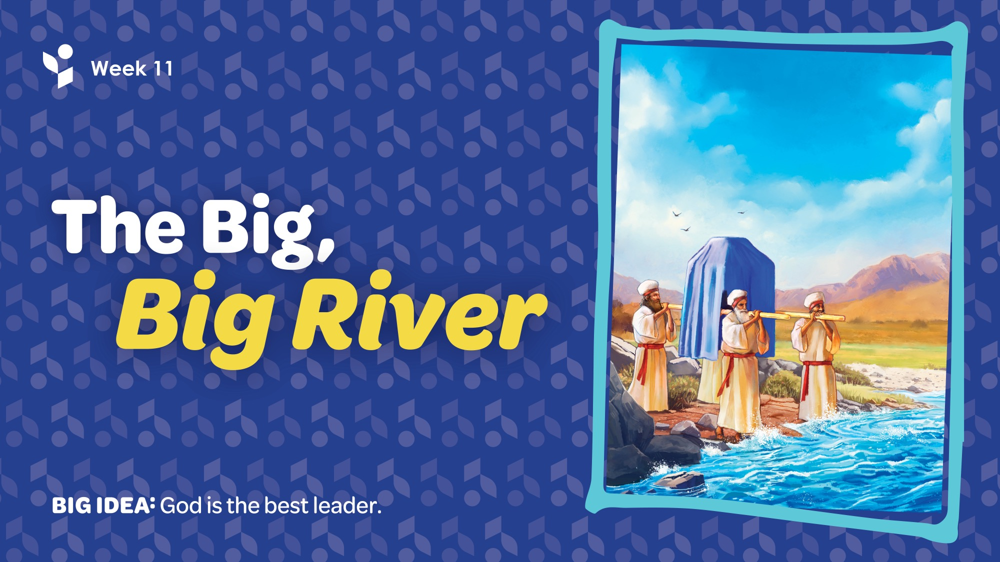 Week 11
The Big,
Big River
BIG IDEA: God is the best leader.